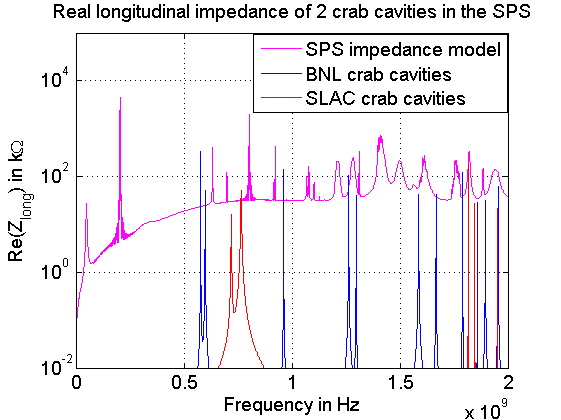 Real longitudinal impedance of 2 crab cavities in the SPS
SPS impedance model
BNL crab cavities
SLAC crab cavities
Re(Z_long) in kΩ
10^4
10^2
10^0
10^-2
0 0.5 1 1.5 2
Frequency in Hz
x 10^9